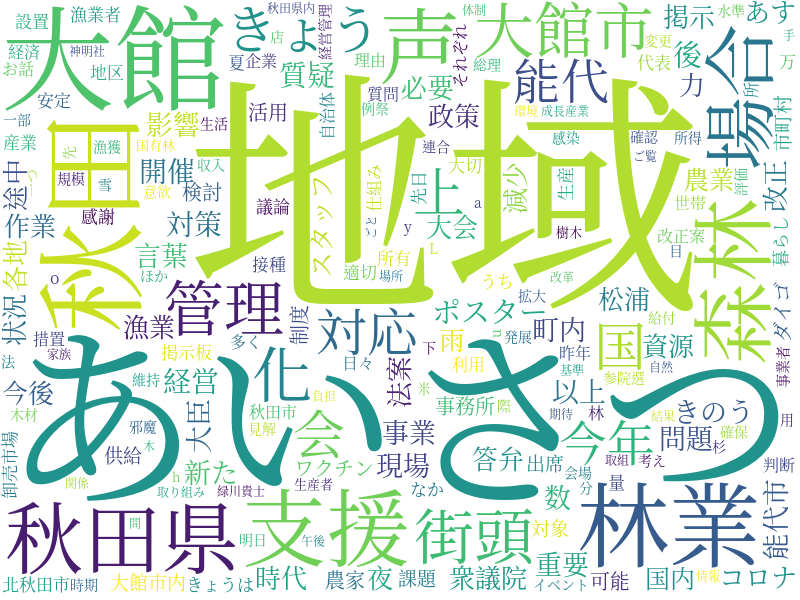 設置 漁業者 秋田県内 店 経営管理 体制 水準 掲示 あす 手
大館 きょう 声 大館市 後 変更 万
経済 神明社 夏 企業 理由 それぞれ 代表 総理
お話 地区 質疑 必要 能代 力 場合 所
安定 自治体 質問 政策 環境 成長産業 市町村
一部 影響 活用 例祭 連合 感染 確認 所得
産業 秋田 国有林 生活 地域 減少 大切 ご覧 評価
先 漁獲 開催 収入 スタッフ 仕組み 先日 上 生産 農業 改正
途中 規模 雪 意欲 検討 議論 大会 a 世帯
作業 感謝 対策 とこ y 樹木 改正案 暮らし
各地 言葉 ほか 接種 適切 所有 場所 L うち 目 森林
状況 o 管理 制度 対応 ポスター 改革 松浦 ダイゴ
措置 漁業 多く 雨 拡大 国 給付
法 家族 掲示板 日々 下 n 発展 町内 昨年 資源 事業者
あいさつ
今後 維持 経営 化 法案 利用 基準 参院選 自然
木材 邪魔 大臣 秋田市 負担 米 事務所 際 以上 きのう 用
卸売市場 木 供給 見解 会 事業 期待 林 結果 確保
新た ワクチン 現場 答弁 出席 今年 問題 取組 考え 杉
関係 h 生産者 なか 会場 数 量 判断
秋田県 取り組み 緑川貴士 支援 街頭 分 対象 林業 能代市
間 明日 午後 重要
北秋田市 時期 大館市内 きょうは 時代 農家 夜 課題 衆議院 イベント 可能 国内 情報 コロナ